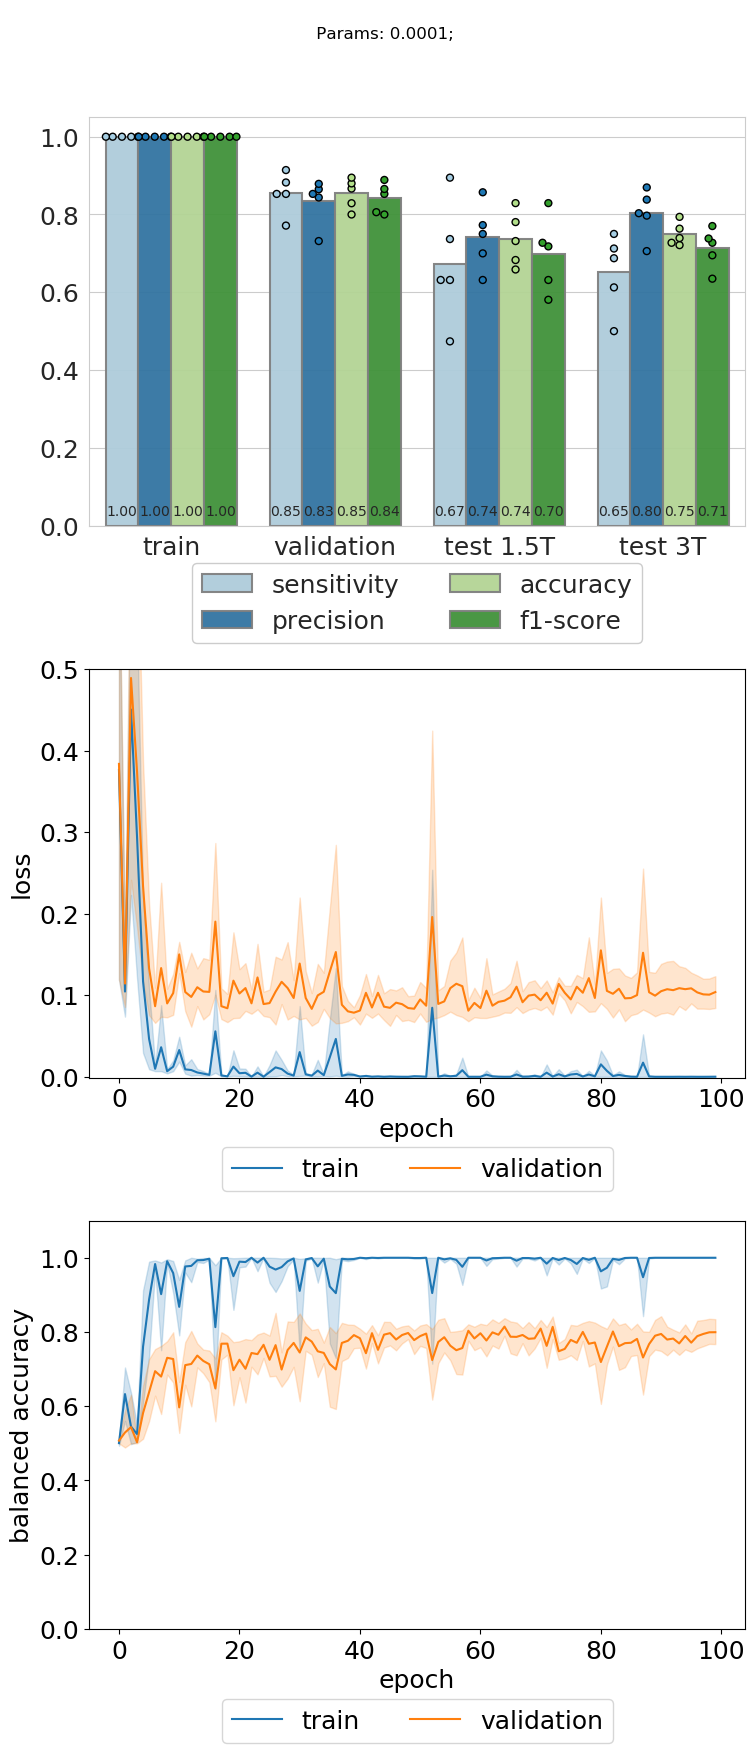 Params: 0.0001;
1.0
0.8
0.6
0.4
0.2
0.0
1.00 1.00 1.00 1.00 0.85 0.83 0.85 0.84 0.67 0.74 0.74 0.70 0.65 0.80 0.75 0.71
train validation test 1.5T test 3T
sensitivity accuracy
precision f1-score
0.5
0.4
0.3
0.2
0.1
0.0
loss
0 20 40 60 80 100
epoch
train validation
1.0
0.8
0.6
0.4
0.2
0.0
balanced accuracy
0 20 40 60 80 100
epoch
train validation